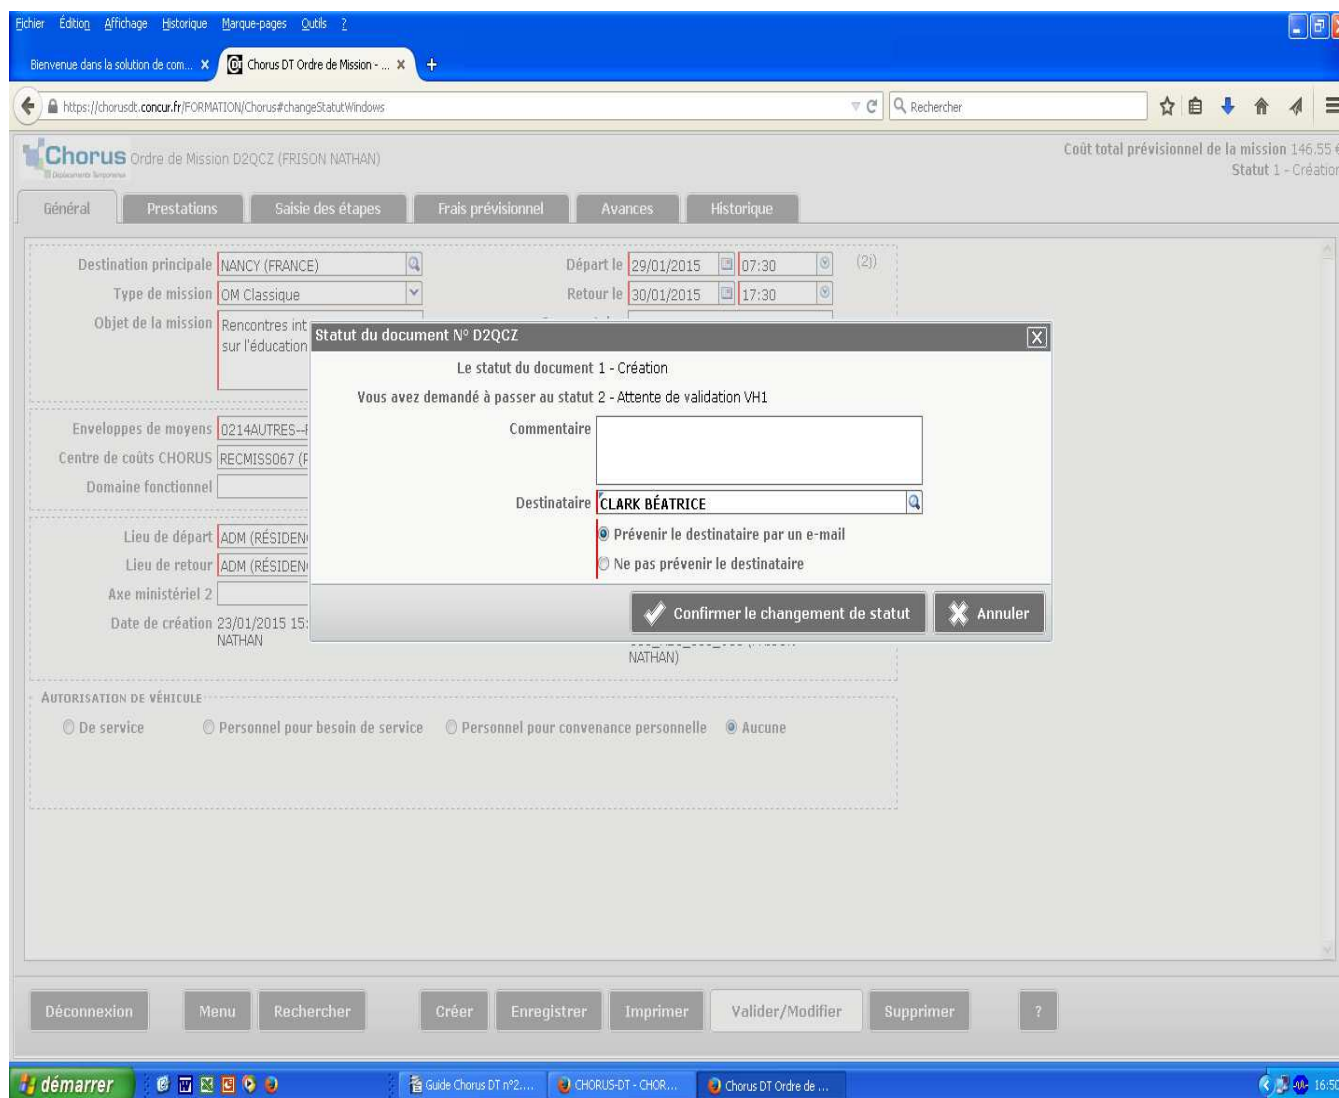 Fichier Édition Affichage Historique Marque-pages Outils ?
Bienvenue dans la solution de com... × Chorus DT Ordre de Mission - ... × +
https://chorusdt.concur.fr/FORMATION/Chorus#changeStatutWindows Rechercher
Chorus Ordre de Mission D2QCZ (FRISON NATHAN) Coût total prévisionnel de la mission 146.55 €
Déplacements Temporaires Statut 1 - Création
Général Prestations Saisie des étapes Frais prévisionnel Avances Historique
Destination principale NANCY (FRANCE) Départ le 29/01/2015 07:30 (2j)
Type de mission OM Classique Retour le 30/01/2015 17:30
Objet de la mission Rencontres int
sur l'éducation
Statut du document N° D2QCZ X
Le statut du document 1 - Création
Vous avez demandé à passer au statut 2 - Attente de validation VH1
Commentaire
Destinataire CLARK BÉATRICE
Prévenir le destinataire par un e-mail
Ne pas prévenir le destinataire
Confirmer le changement de statut Annuler
Enveloppes de moyens 0214AUTRES--
Centre de coûts CHORUS RECMISS067 (
Domaine fonctionnel
Lieu de départ ADM (RÉSIDEN
Lieu de retour ADM (RÉSIDEN
Axe ministériel 2
Date de création 23/01/2015 15:
NATHAN
NATHAN)
AUTORISATION DE VÉHICULE
De service Personnel pour besoin de service Personnel pour convenance personnelle Aucune
Déconnexion Menu Rechercher Créer Enregistrer Imprimer Valider/Modifier Supprimer ?
démarrer Guide Chorus DT n°2.... CHORUS-DT - CHOR... Chorus DT Ordre de ... 16:50